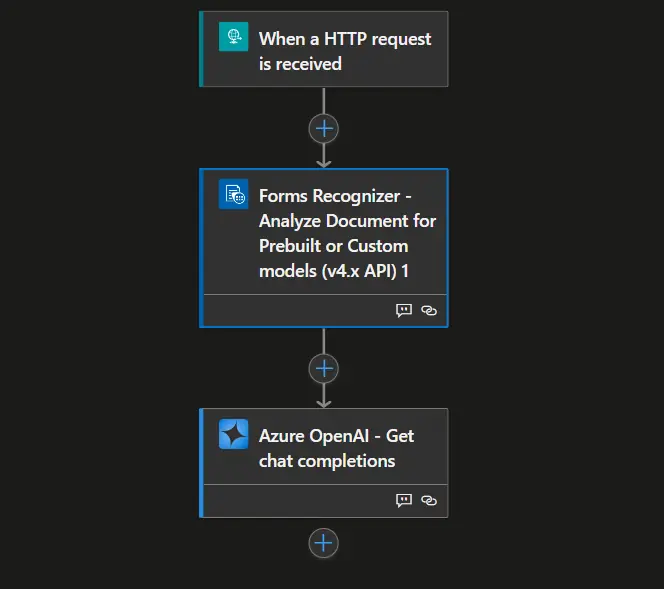 When a HTTP request
is received
Forms Recognizer -
Analyze Document for
Prebuilt or Custom
models (v4.x API) 1
Azure OpenAI - Get
chat completions